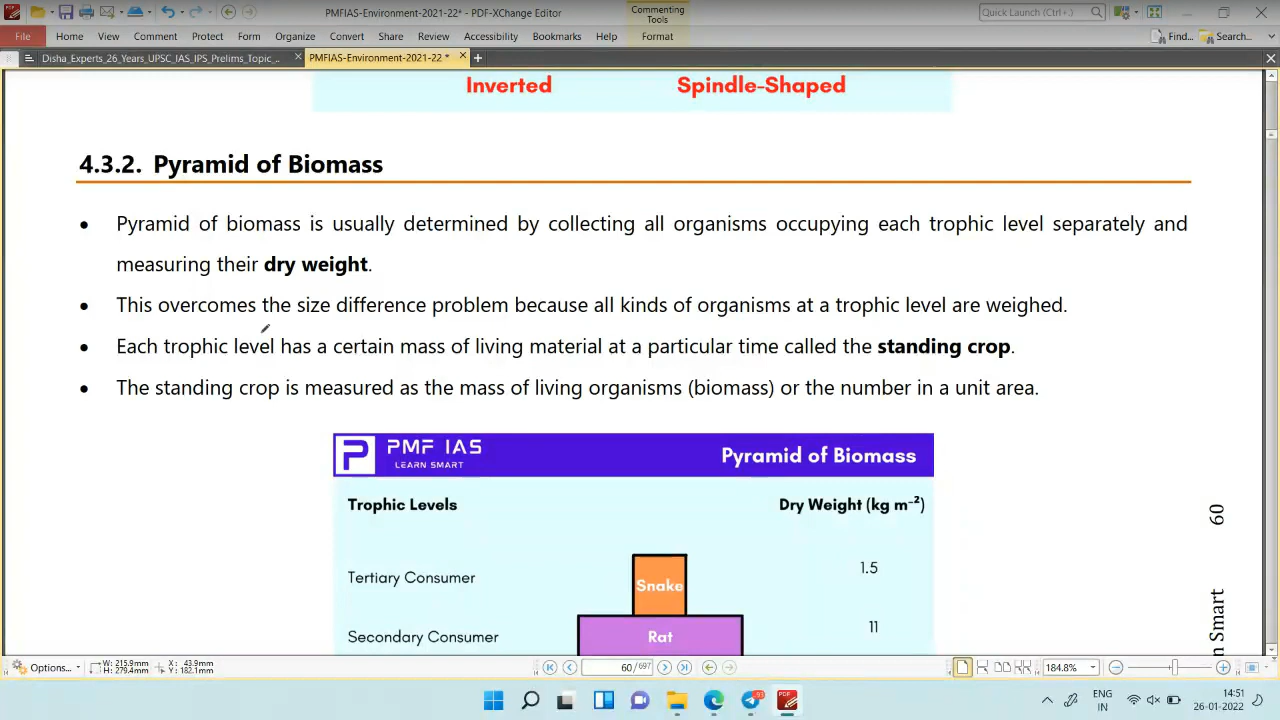 PMFIAS-Environment-2021-22* - PDF-XChange Editor
Commenting Tools
Quick Launch (Ctrl+.)
File Home View Comment Protect Form Organize Convert Share Review Accessibility Bookmarks Help Format Find... Search...
Disha_Experts_26_Years_UPSC_IAS_IPS_Prelims_Topic_... PMFIAS-Environment-2021-22 *
Inverted Spindle-Shaped
4.3.2. Pyramid of Biomass
• Pyramid of biomass is usually determined by collecting all organisms occupying each trophic level separately and
measuring their dry weight.
• This overcomes the size difference problem because all kinds of organisms at a trophic level are weighed.
• Each trophic level has a certain mass of living material at a particular time called the standing crop.
• The standing crop is measured as the mass of living organisms (biomass) or the number in a unit area.
PMF IAS
LEARN SMART
Pyramid of Biomass
Trophic Levels Dry Weight (kg m⁻²)
Tertiary Consumer Snake 1.5
Secondary Consumer Rat 11
60
n Smart
Options... W: 215.9mm X: 43.9mm
H: 279.4mm Y: 182.1mm
60 / 697
184.8%
93
ENG
IN
14:51
26-01-2022